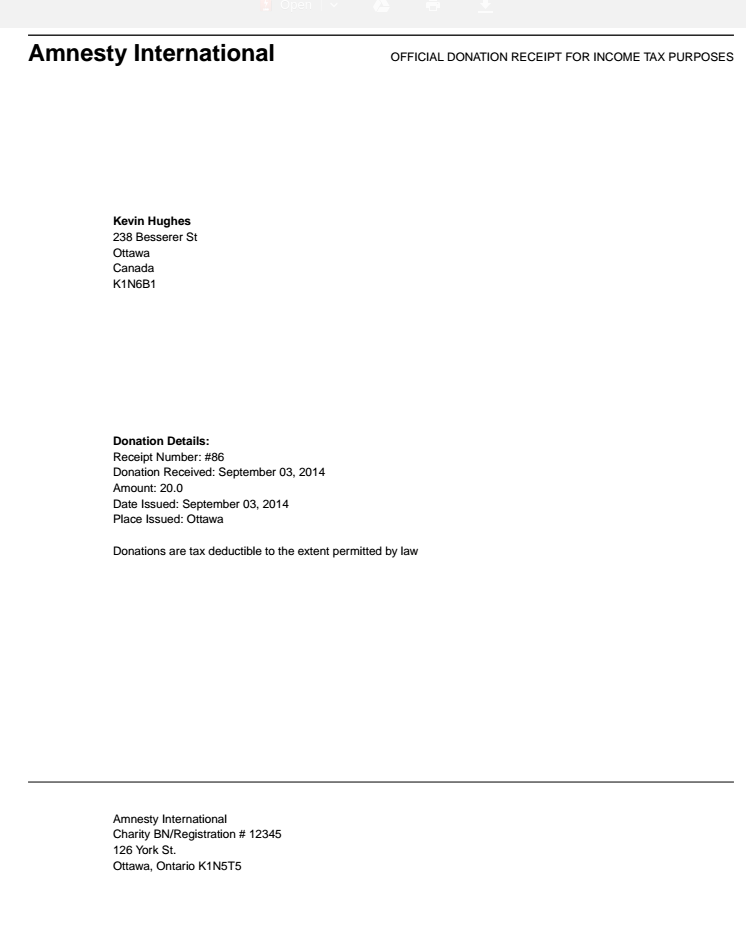 Open
Amnesty International
OFFICIAL DONATION RECEIPT FOR INCOME TAX PURPOSES
Kevin Hughes
238 Besserer St
Ottawa
Canada
K1N6B1
Donation Details:
Receipt Number: #86
Donation Received: September 03, 2014
Amount: 20.0
Date Issued: September 03, 2014
Place Issued: Ottawa
Donations are tax deductible to the extent permitted by law
Amnesty International
Charity BN/Registration # 12345
126 York St.
Ottawa, Ontario K1N5T5